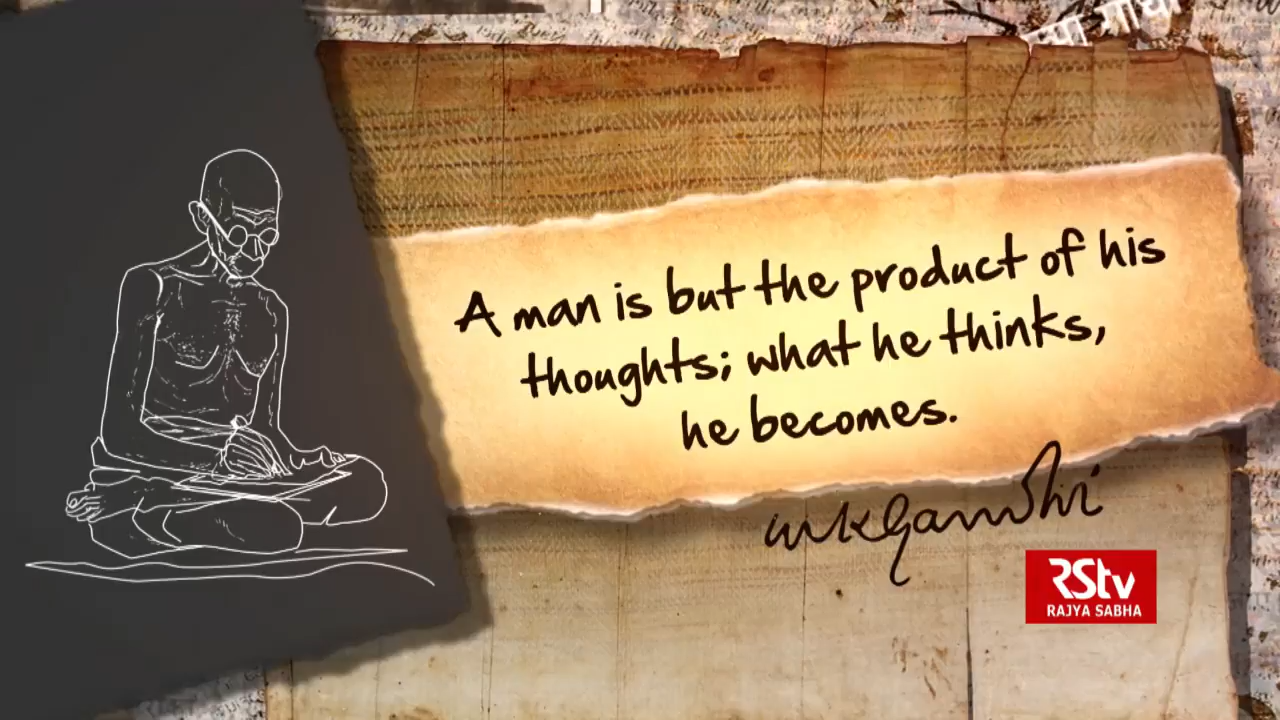 A man is but the product of his
thoughts; what he thinks,
he becomes.
mkgandhi
RStv
RAJYA SABHA